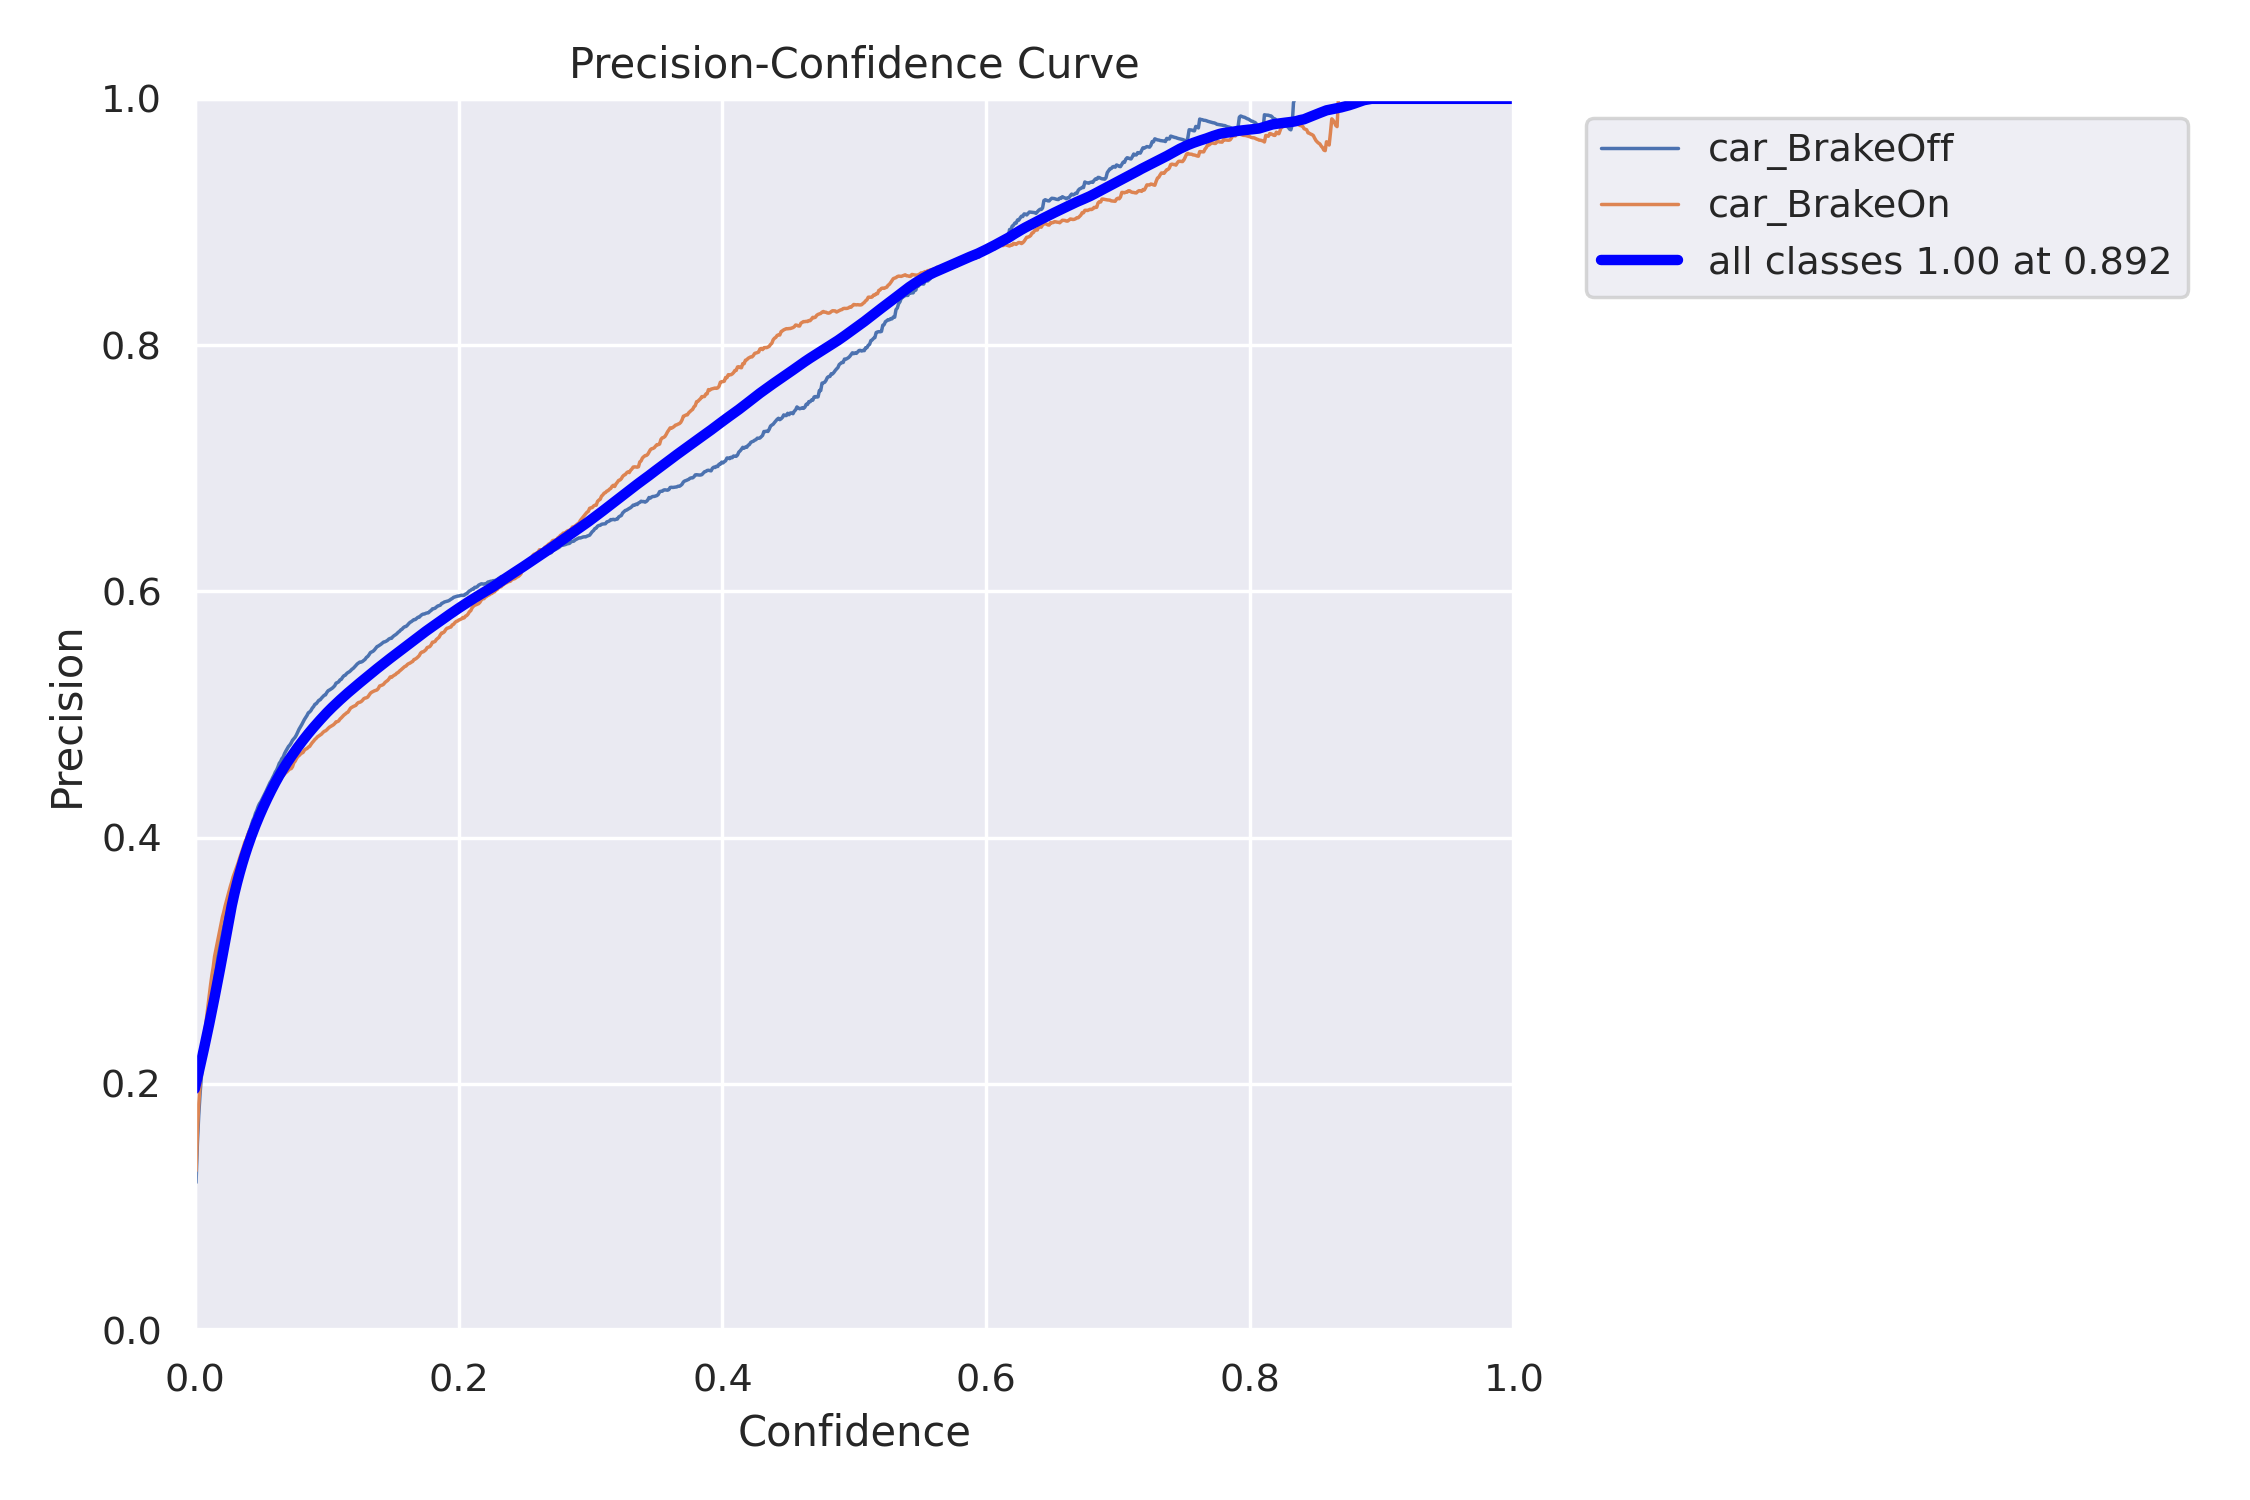 Precision-Confidence Curve
1.0
0.8
0.6
0.4
0.2
0.0
Precision
0.0 0.2 0.4 0.6 0.8 1.0
Confidence
car_BrakeOff
car_BrakeOn
all classes 1.00 at 0.892